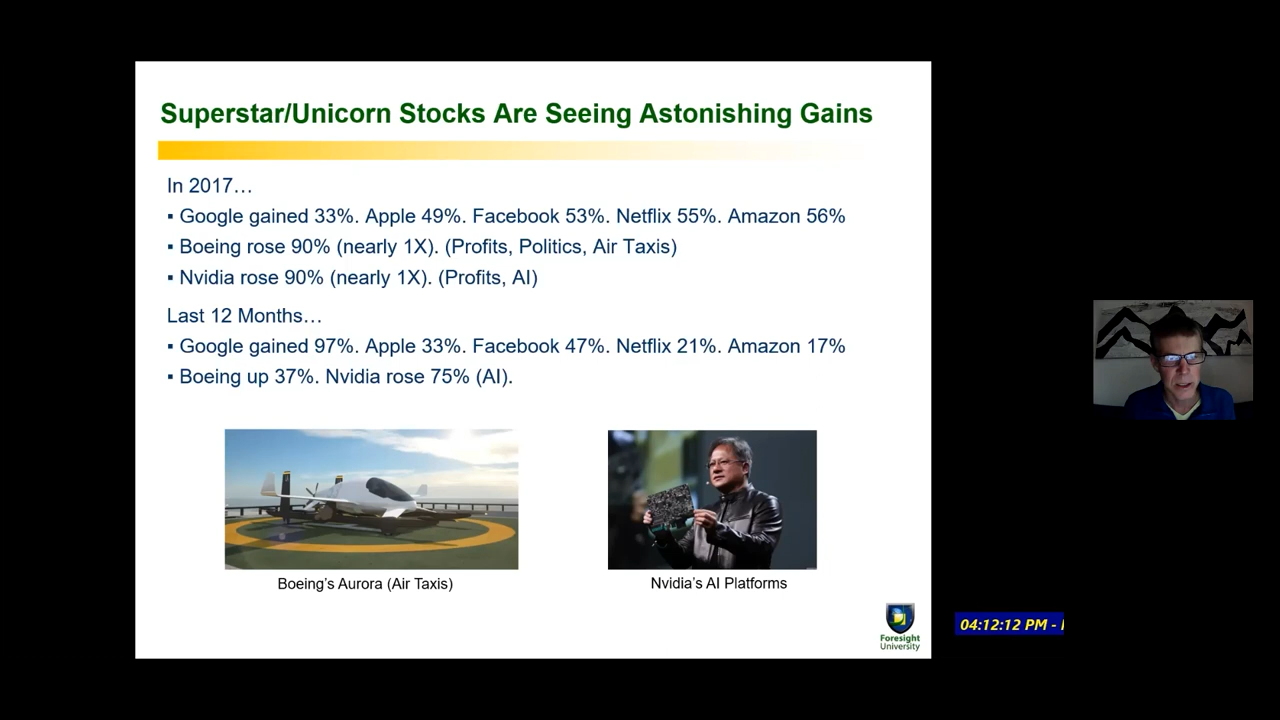 Superstar/Unicorn Stocks Are Seeing Astonishing Gains
In 2017…
▪ Google gained 33%. Apple 49%. Facebook 53%. Netflix 55%. Amazon 56%
▪ Boeing rose 90% (nearly 1X). (Profits, Politics, Air Taxis)
▪ Nvidia rose 90% (nearly 1X). (Profits, AI)
Last 12 Months…
▪ Google gained 97%. Apple 33%. Facebook 47%. Netflix 21%. Amazon 17%
▪ Boeing up 37%. Nvidia rose 75% (AI).
Boeing's Aurora (Air Taxis)
Nvidia's AI Platforms
Foresight
University
04:12:12 PM -